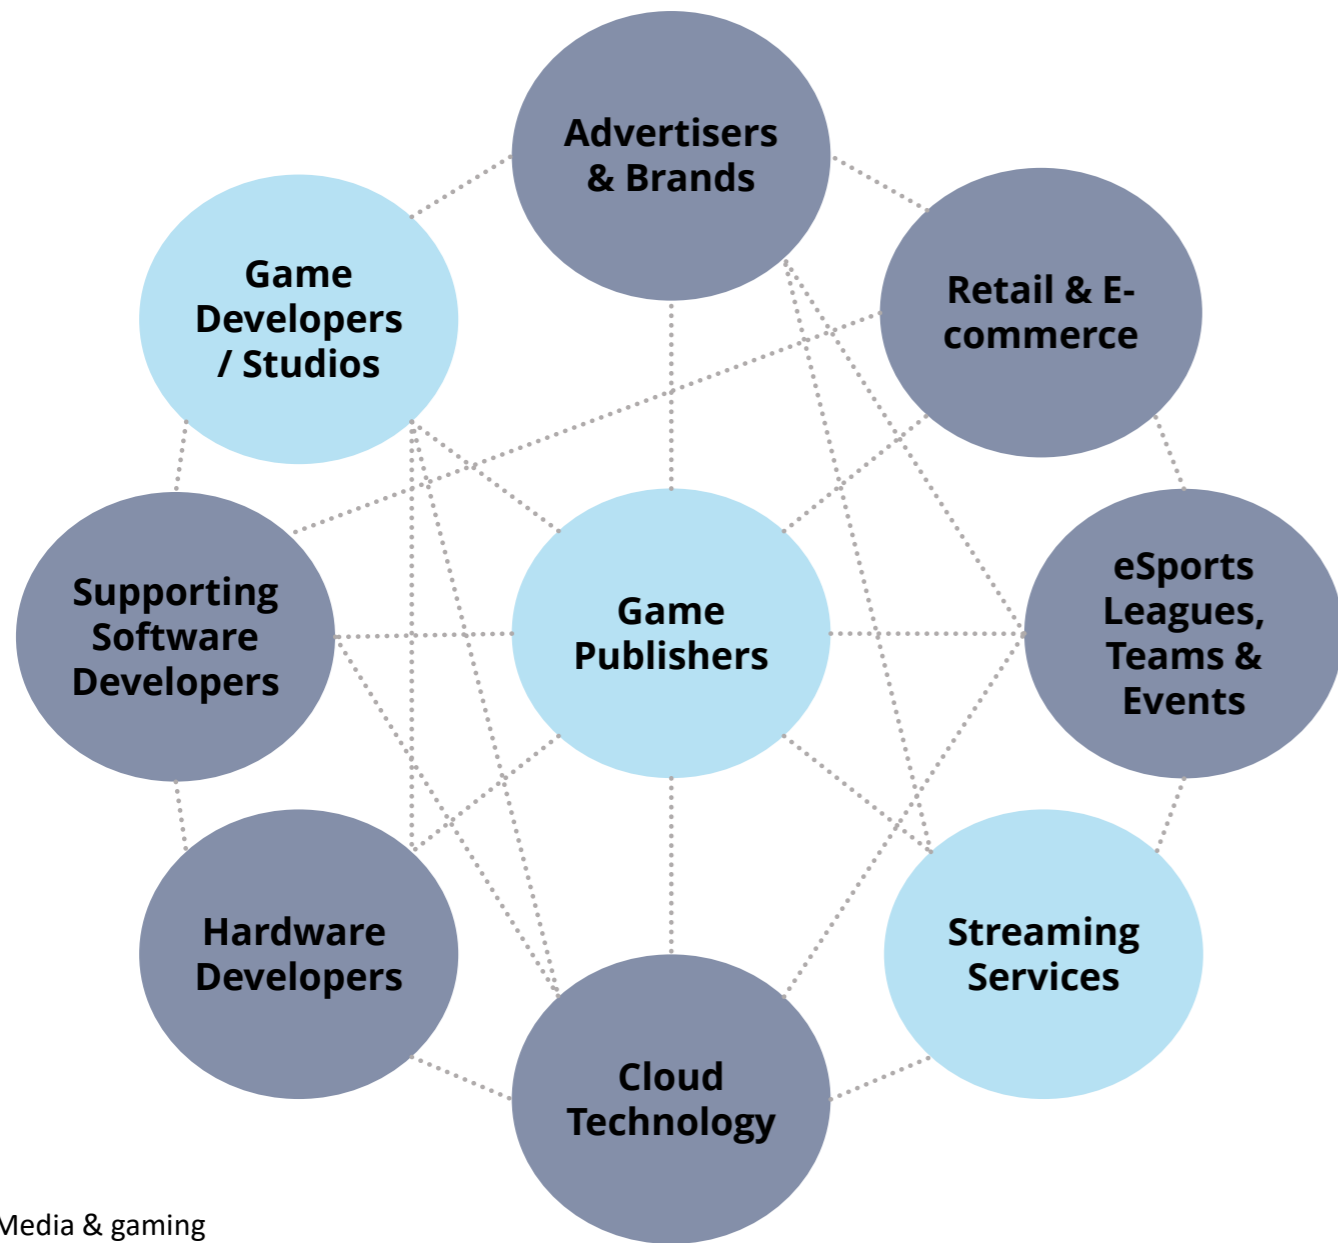 Advertisers
& Brands
Game
Developers
/ Studios
Retail & E-
commerce
Supporting
Software
Developers
Game
Publishers
eSports
Leagues,
Teams &
Events
Hardware
Developers
Streaming
Services
Cloud
Technology
Media & gaming